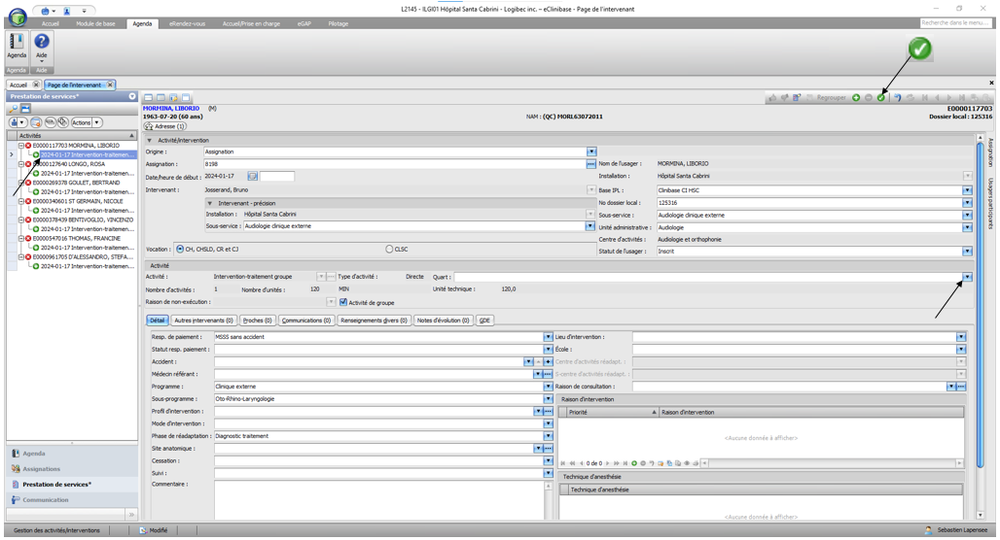 L2145 - ILGI01 Hôpital Santa Cabrini - Logibec inc. – eClinibase - Page de l'intervenant
Accueil Module de base Agenda eRendez-vous Accueil/Prise en charge eGAP Pilotage
Recherche dans le menu...
Agenda Aide
Agenda Aide
Accueil Page de l'intervenant
Prestation de services*
Regrouper
MORMINA, LIBORIO (M) E0000117703
1963-07-20 (60 ans) NAM : (QC) MORL63072011 Dossier local : 125316
Adresse (1)
Actions
Activités
E0000117703 MORMINA, LIBORIO
2024-01-17 Intervention-traitemen...
E0000127640 LONGO, ROSA
2024-01-17 Intervention-traitemen...
E0000269378 GOULET, BERTRAND
2024-01-17 Intervention-traitemen...
E0000340601 ST GERMAIN, NICOLE
2024-01-17 Intervention-traitemen...
E0000378439 BENTIVOGLIO, VINCENZO
2024-01-17 Intervention-traitemen...
E0000547016 THOMAS, FRANCINE
2024-01-17 Intervention-traitemen...
E0000961705 D'ALESSANDRO, STEFA...
2024-01-17 Intervention-traitemen...
Agenda
Assignations
Prestation de services*
Communication
Activité/intervention
Origine : Assignation
Assignation : 8198 Nom de l'usager : MORMINA, LIBORIO
Date/heure de début : 2024-01-17 Installation : Hôpital Santa Cabrini
Intervenant : Josserand, Bruno Base IPL : Clinibase CI HSC
Intervenant - précision No dossier local : 125316
Installation : Hôpital Santa Cabrini Sous-service : Audiologie clinique externe
Sous-service : Audiologie clinique externe Unité administrative : Audiologie
Centre d'activités : Audiologie et orthophonie
Vocation : CH, CHSLD, CR et CJ CLSC Statut de l'usager : Inscrit
Activité
Activité : Intervention-traitement groupe Type d'activité : Directe Quart :
Nombre d'activités : 1 Nombre d'unités : 120 MIN Unité technique : 120,0
Raison de non-exécution : Activité de groupe
Détail Autres intervenants (0) Proches (0) Communications (0) Renseignements divers (0) Notes d'évolution (0) GDE
Resp. de paiement : MSSS sans accident Lieu d'intervention :
Statut resp. paiement : École :
Accident : Centre d'activités réadapt. :
Médecin référant : S-centre d'activités réadapt. :
Programme : Clinique externe Raison de consultation :
Sous-programme : Oto-Rhino-Laryngologie Raison d'intervention
Profil d'intervention : Priorité Raison d'intervention
Mode d'intervention :
Phase de réadaptation : Diagnostic traitement <Aucune donnée à afficher>
Site anatomique :
Cessation : 0 de 0
Suivi : Technique d'anesthésie
Commentaire : Technique d'anesthésie
<Aucune donnée à afficher>
Assignation
Usagers participants
Gestion des activités/interventions Modifié Sebastien Lapensee